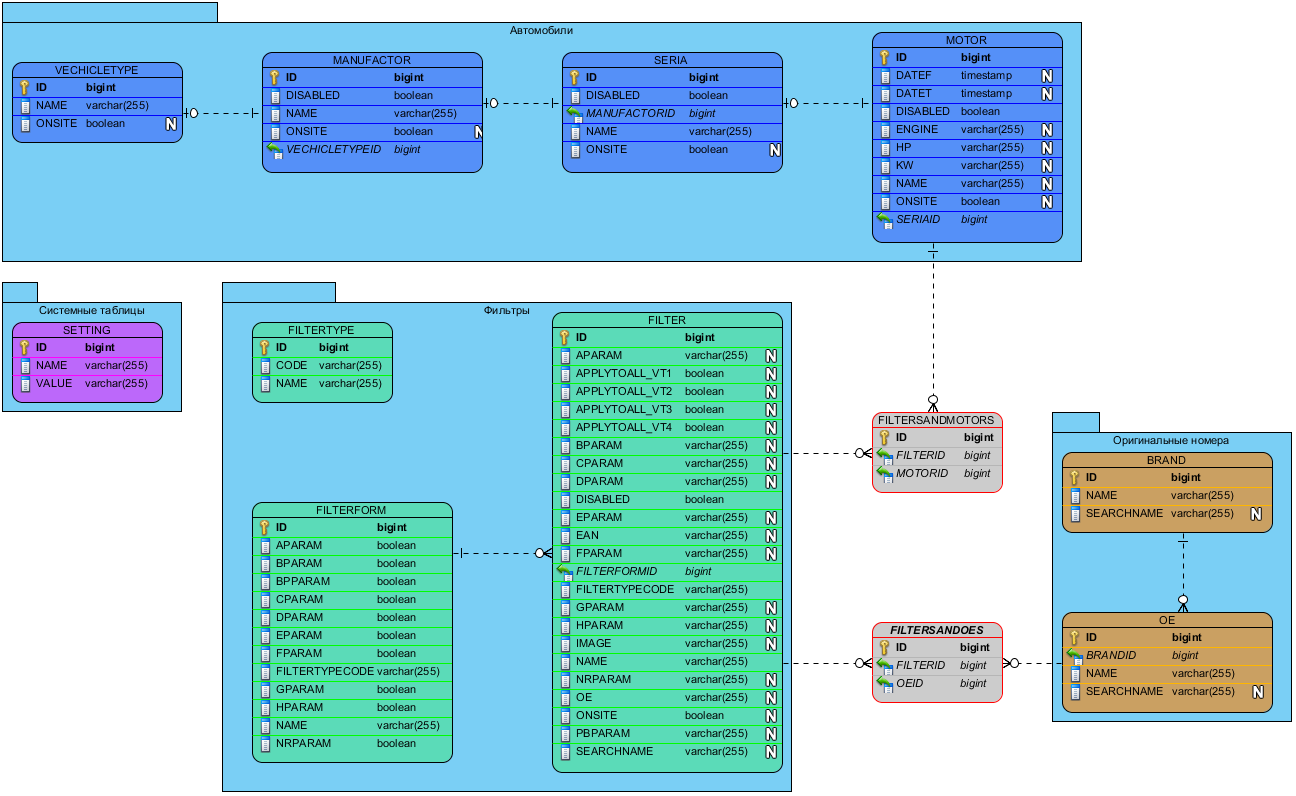 Автомобили
VECHICLETYPE
ID bigint
NAME varchar(255)
ONSITE boolean N
MANUFACTOR
ID bigint
DISABLED boolean
NAME varchar(255)
ONSITE boolean N
VECHICLETYPEID bigint
SERIA
ID bigint
DISABLED boolean
MANUFACTORID bigint
NAME varchar(255)
ONSITE boolean N
MOTOR
ID bigint
DATEF timestamp N
DATET timestamp N
DISABLED boolean
ENGINE varchar(255) N
HP varchar(255) N
KW varchar(255) N
NAME varchar(255) N
ONSITE boolean N
SERIAID bigint
Системные таблицы
SETTING
ID bigint
NAME varchar(255)
VALUE varchar(255)
Фильтры
FILTERTYPE
ID bigint
CODE varchar(255)
NAME varchar(255)
FILTERFORM
ID bigint
APARAM boolean
BPARAM boolean
BPPARAM boolean
CPARAM boolean
DPARAM boolean
EPARAM boolean
FPARAM boolean
FILTERTYPECODE varchar(255)
GPARAM boolean
HPARAM boolean
NAME varchar(255)
NRPARAM boolean
FILTER
ID bigint
APARAM varchar(255) N
APPLYTOALL_VT1 boolean N
APPLYTOALL_VT2 boolean N
APPLYTOALL_VT3 boolean N
APPLYTOALL_VT4 boolean N
BPARAM varchar(255) N
CPARAM varchar(255) N
DPARAM varchar(255) N
DISABLED boolean
EPARAM varchar(255) N
EAN varchar(255) N
FPARAM varchar(255) N
FILTERFORMID bigint
FILTERTYPECODE varchar(255)
GPARAM varchar(255) N
HPARAM varchar(255) N
IMAGE varchar(255) N
NAME varchar(255)
NRPARAM varchar(255) N
OE varchar(255) N
ONSITE boolean N
PBPARAM varchar(255) N
SEARCHNAME varchar(255) N
FILTERSANDMOTORS
ID bigint
FILTERID bigint
MOTORID bigint
FILTERSANDOES
ID bigint
FILTERID bigint
OEID bigint
Оригинальные номера
BRAND
ID bigint
NAME varchar(255)
SEARCHNAME varchar(255) N
OE
ID bigint
BRANDID bigint
NAME varchar(255)
SEARCHNAME varchar(255) N